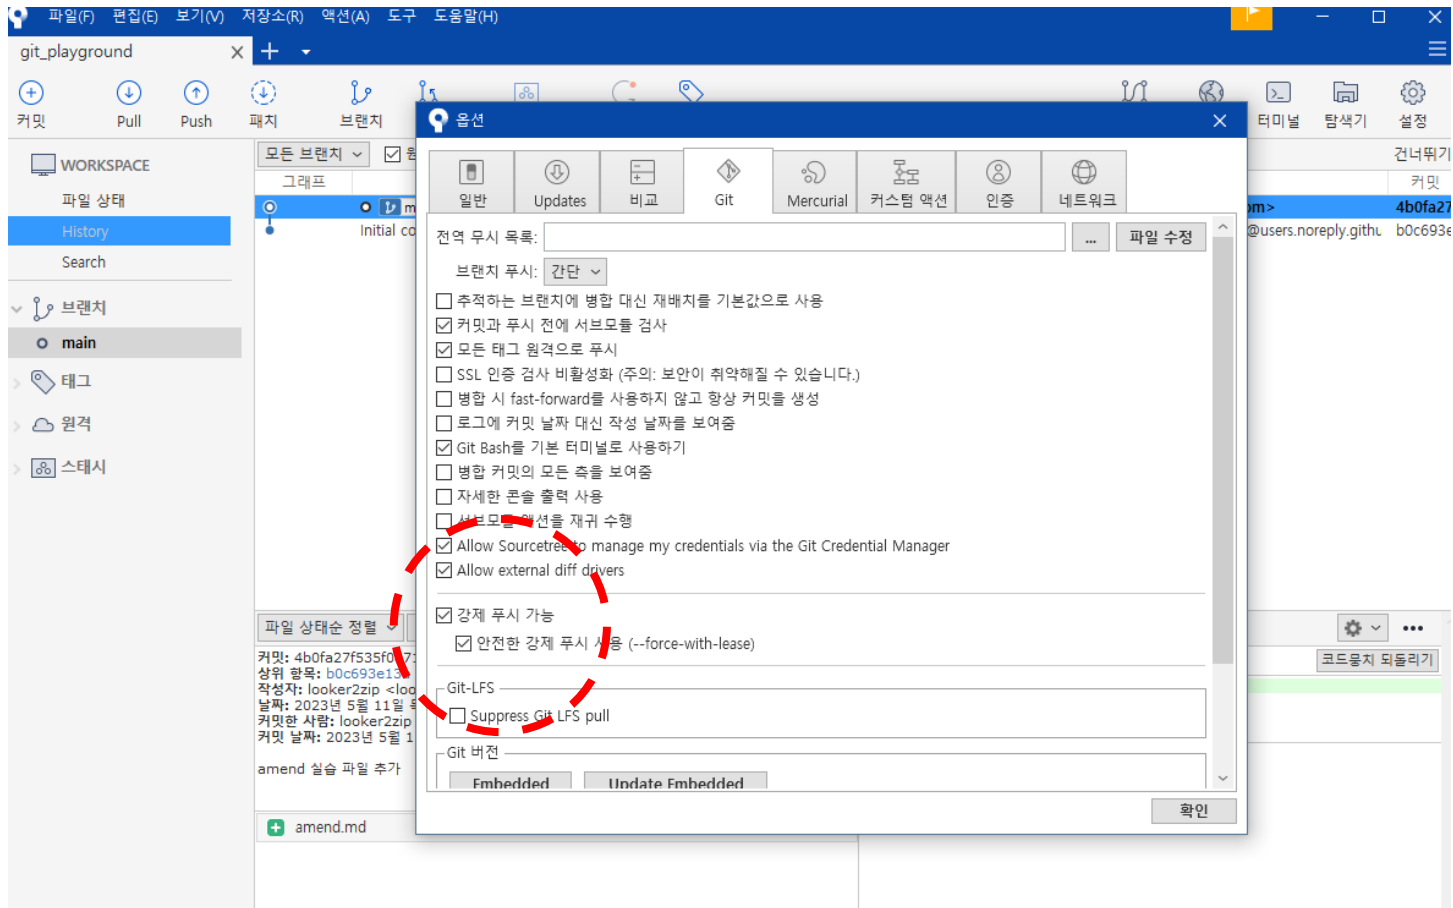 파일(F) 편집(E) 보기(V) 저장소(R) 액션(A) 도구 도움말(H)
git_playground
커밋 Pull Push 패치 브랜치 터미널 탐색기 설정
WORKSPACE
파일 상태
History
Search
브랜치
main
태그
원격
스태시
모든 브랜치
건너뛰기
그래프
커밋
4b0fa27
Initial co
@users.noreply.githu b0c693e
옵션
일반 Updates 비교 Git Mercurial 커스텀 액션 인증 네트워크
전역 무시 목록: ... 파일 수정
브랜치 푸시: 간단
추적하는 브랜치에 병합 대신 재배치를 기본값으로 사용
커밋과 푸시 전에 서브모듈 검사
모든 태그 원격으로 푸시
SSL 인증 검사 비활성화 (주의: 보안이 취약해질 수 있습니다.)
병합 시 fast-forward를 사용하지 않고 항상 커밋을 생성
로그에 커밋 날짜 대신 작성 날짜를 보여줌
Git Bash를 기본 터미널로 사용하기
병합 커밋의 모든 측을 보여줌
자세한 콘솔 출력 사용
서브모듈 액션을 재귀 수행
Allow Sourcetree to manage my credentials via the Git Credential Manager
Allow external diff drivers
강제 푸시 가능
안전한 강제 푸시 사용 (--force-with-lease)
Git-LFS
Suppress Git LFS pull
Git 버전
Embedded Update Embedded
확인
파일 상태순 정렬
코드뭉치 되돌리기
커밋: 4b0fa27f535f0
상위 항목: b0c693e13
작성자: looker2zip <loo
날짜: 2023년 5월 11일
커밋한 사람: looker2zip
커밋 날짜: 2023년 5월 1
amend 실습 파일 추가
amend.md